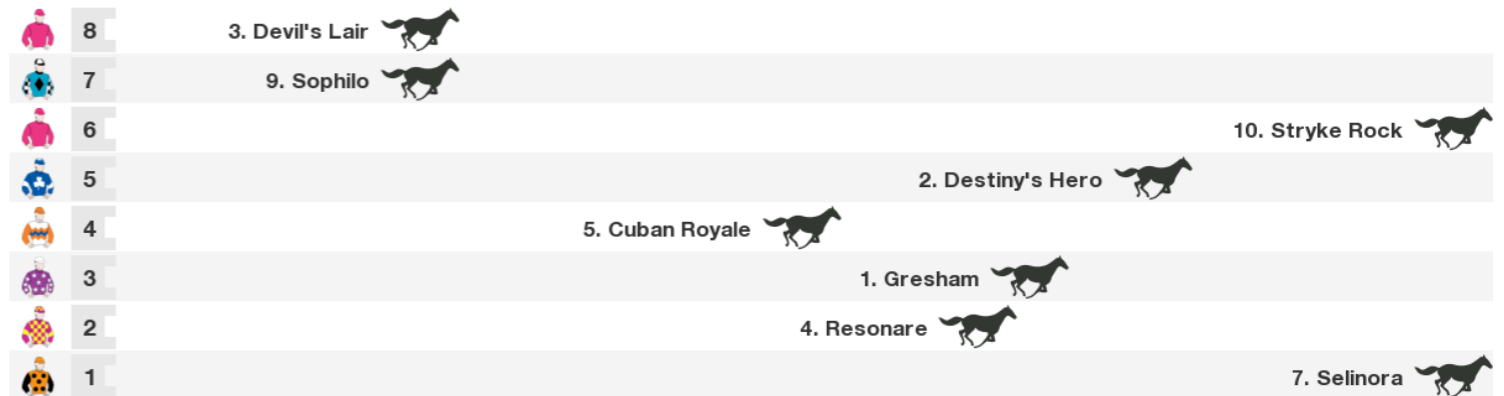 8 3. Devil's Lair
7 9. Sophilo
6 10. Stryke Rock
5 2. Destiny's Hero
4 5. Cuban Royale
3 1. Gresham
2 4. Resonare
1 7. Selinora